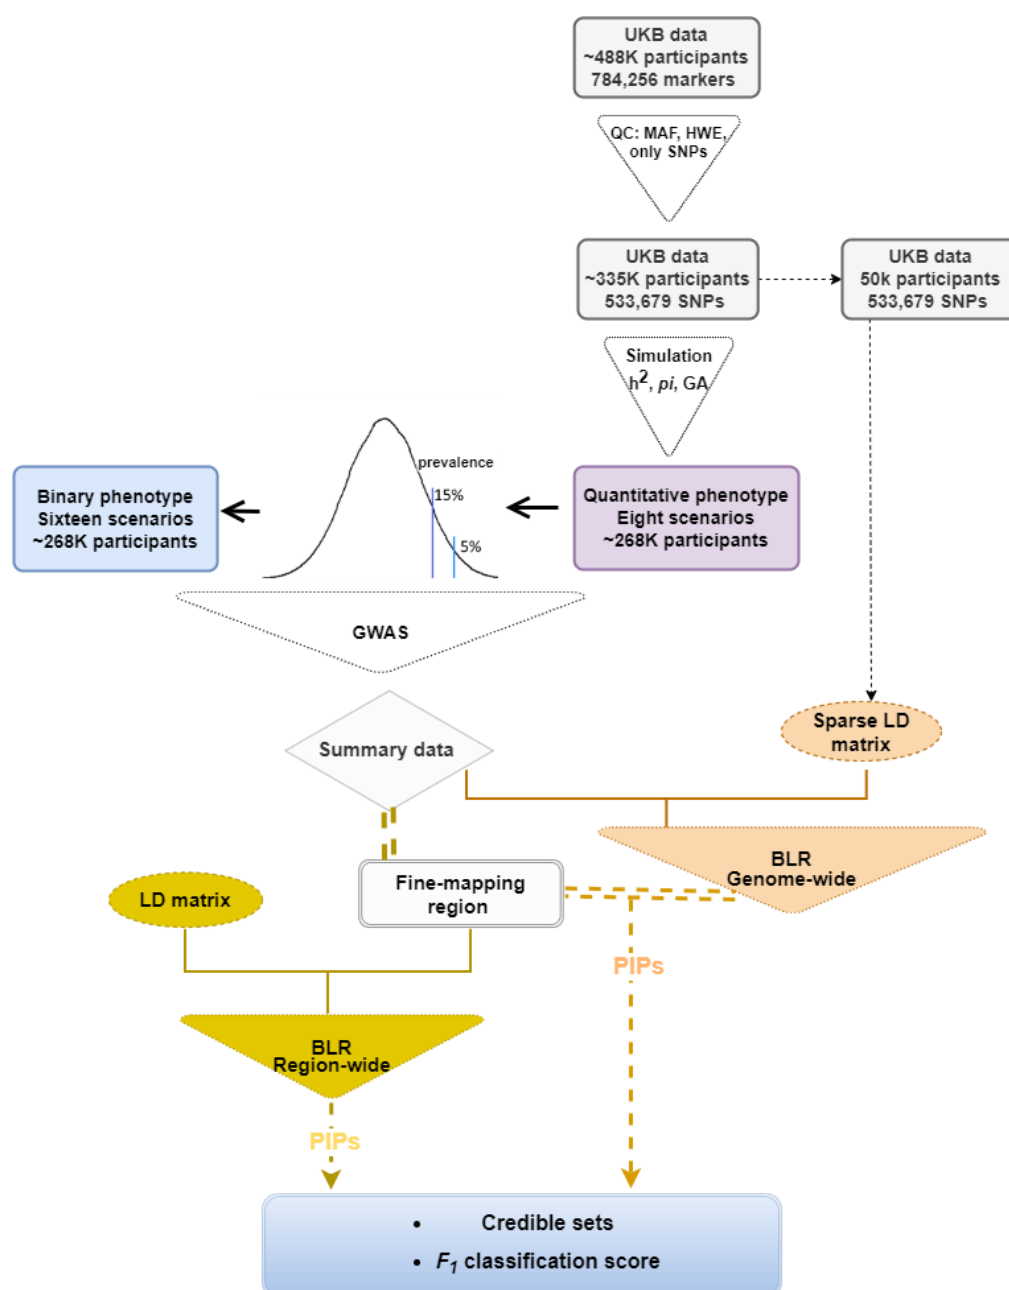 UKB data
~488K participants
784,256 markers
QC: MAF, HWE,
only SNPs
UKB data
~335K participants
533,679 SNPs
UKB data
50k participants
533,679 SNPs
Simulation
h², pi, GA
prevalence
15%
5%
Binary phenotype
Sixteen scenarios
~268K participants
Quantitative phenotype
Eight scenarios
~268K participants
GWAS
Summary data
Sparse LD
matrix
BLR
Genome-wide
LD matrix
Fine-mapping
region
PIPs
BLR
Region-wide
PIPs
• Credible sets
• F₁ classification score